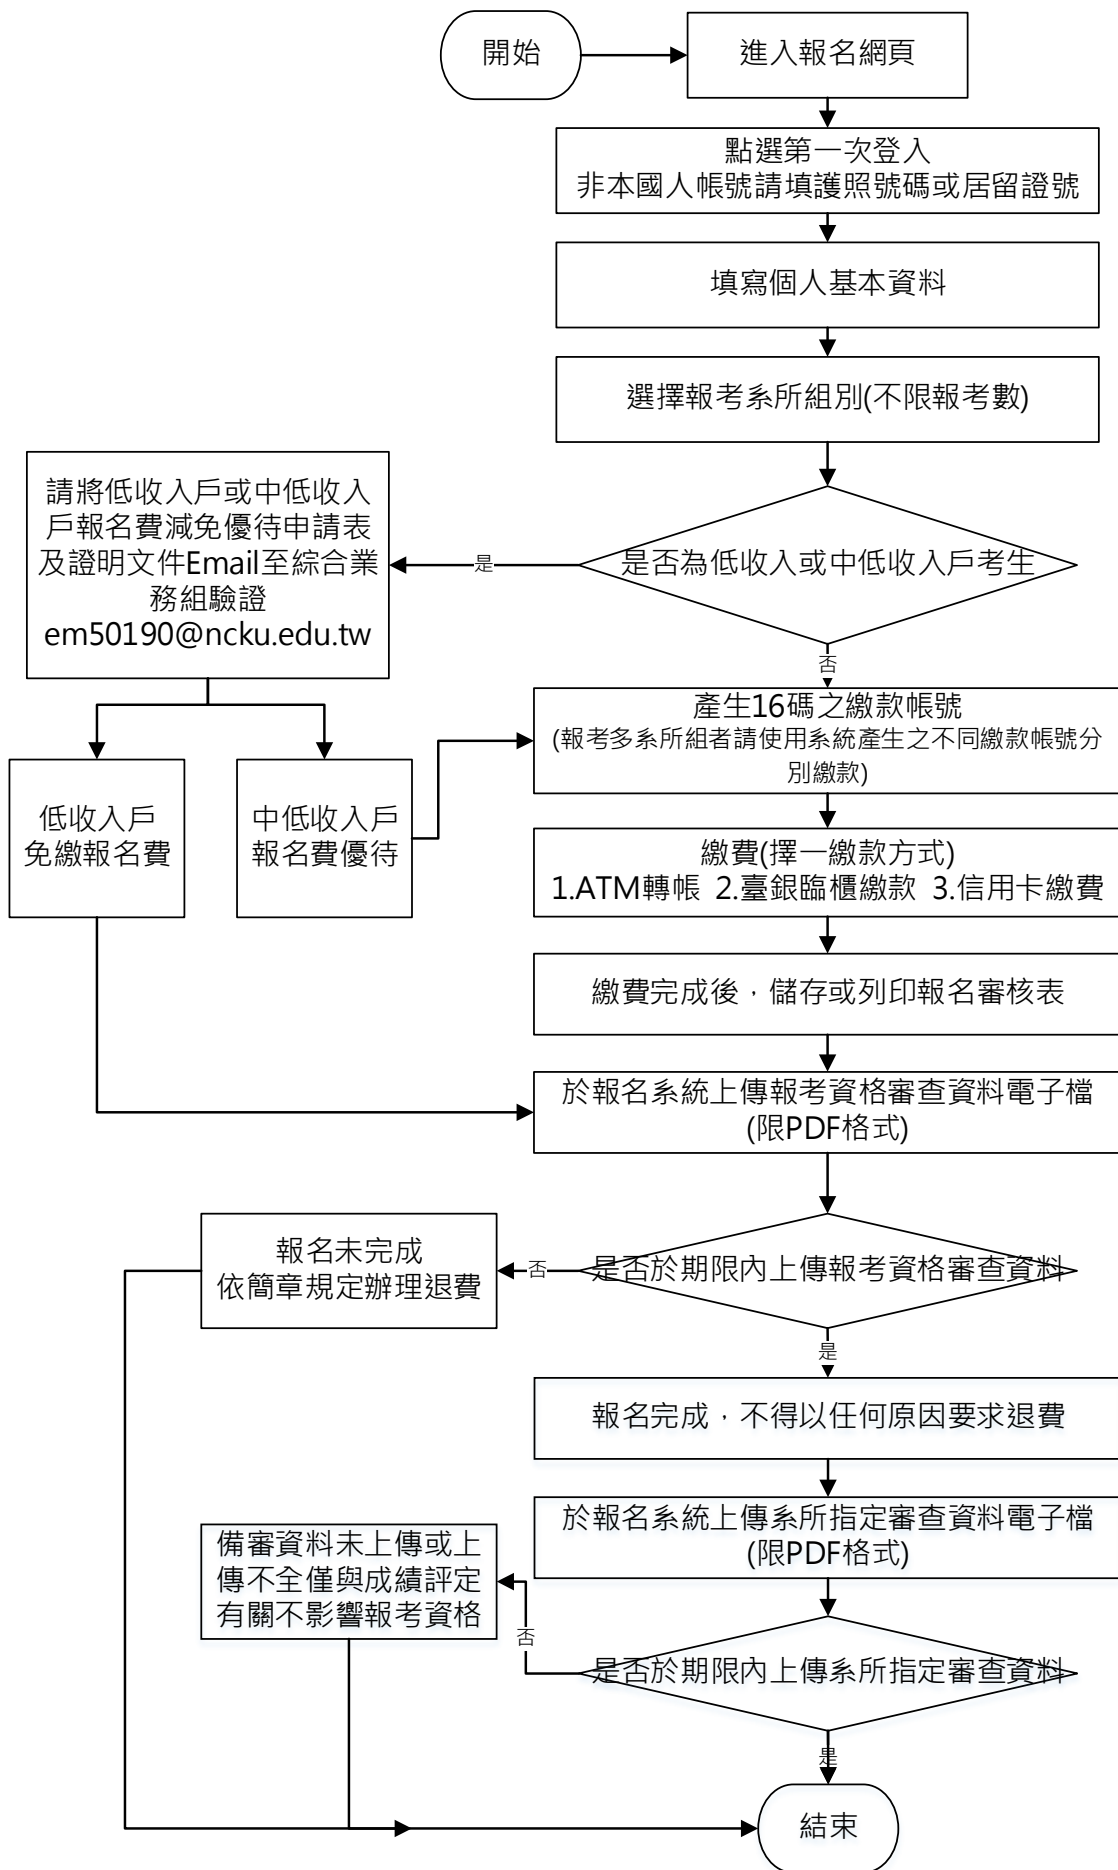 開始
進入報名網頁
點選第一次登入
非本國人帳號請填護照號碼或居留證號
填寫個人基本資料
選擇報考系所組別(不限報考數)
是否為低收入或中低收入戶考生
是
請將低收入戶或中低收入
戶報名費減免優待申請表
及證明文件Email至綜合業
務組驗證
em50190@ncku.edu.tw
否
低收入戶
免繳報名費
中低收入戶
報名費優待
產生16碼之繳款帳號
(報考多系所組者請使用系統產生之不同繳款帳號分
別繳款)
繳費(擇一繳款方式)
1.ATM轉帳 2.臺銀臨櫃繳款 3.信用卡繳費
繳費完成後，儲存或列印報名審核表
於報名系統上傳報考資格審查資料電子檔
(限PDF格式)
是否於期限內上傳報考資格審查資料
否
報名未完成
依簡章規定辦理退費
是
報名完成，不得以任何原因要求退費
於報名系統上傳系所指定審查資料電子檔
(限PDF格式)
是否於期限內上傳系所指定審查資料
否
備審資料未上傳或上
傳不全僅與成績評定
有關不影響報考資格
是
結束